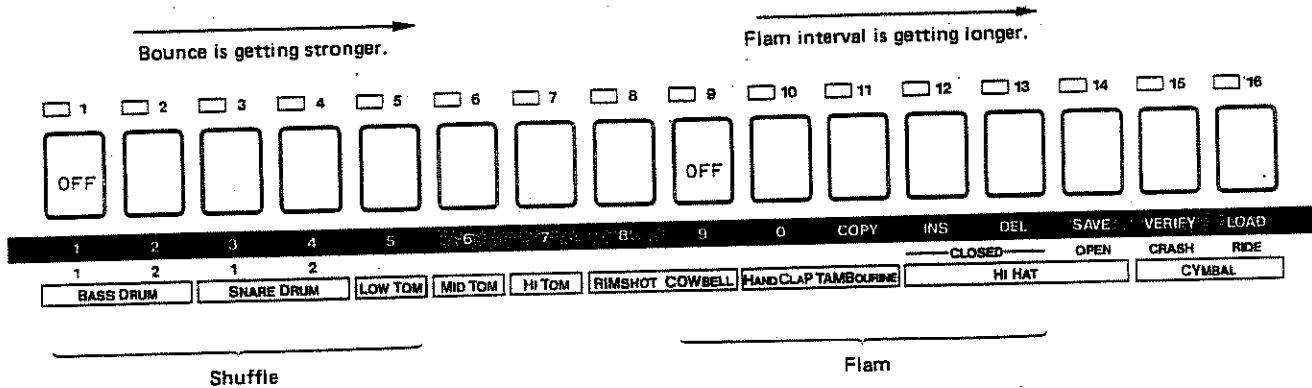 Bounce is getting stronger. Flam interval is getting longer.
1 2 3 4 5 6 7 8 9 10 11 12 13 14 15 16
OFF OFF
1 2 3 4 5 6 7 8 9 0 COPY INS DEL SAVE VERIFY LOAD
1 2 1 2 CLOSED OPEN CRASH RIDE
BASS DRUM SNARE DRUM LOW TOM MID TOM HI TOM RIMSHOT COWBELL HAND CLAP TAMBOURINE HI HAT CYMBAL
Shuffle Flam